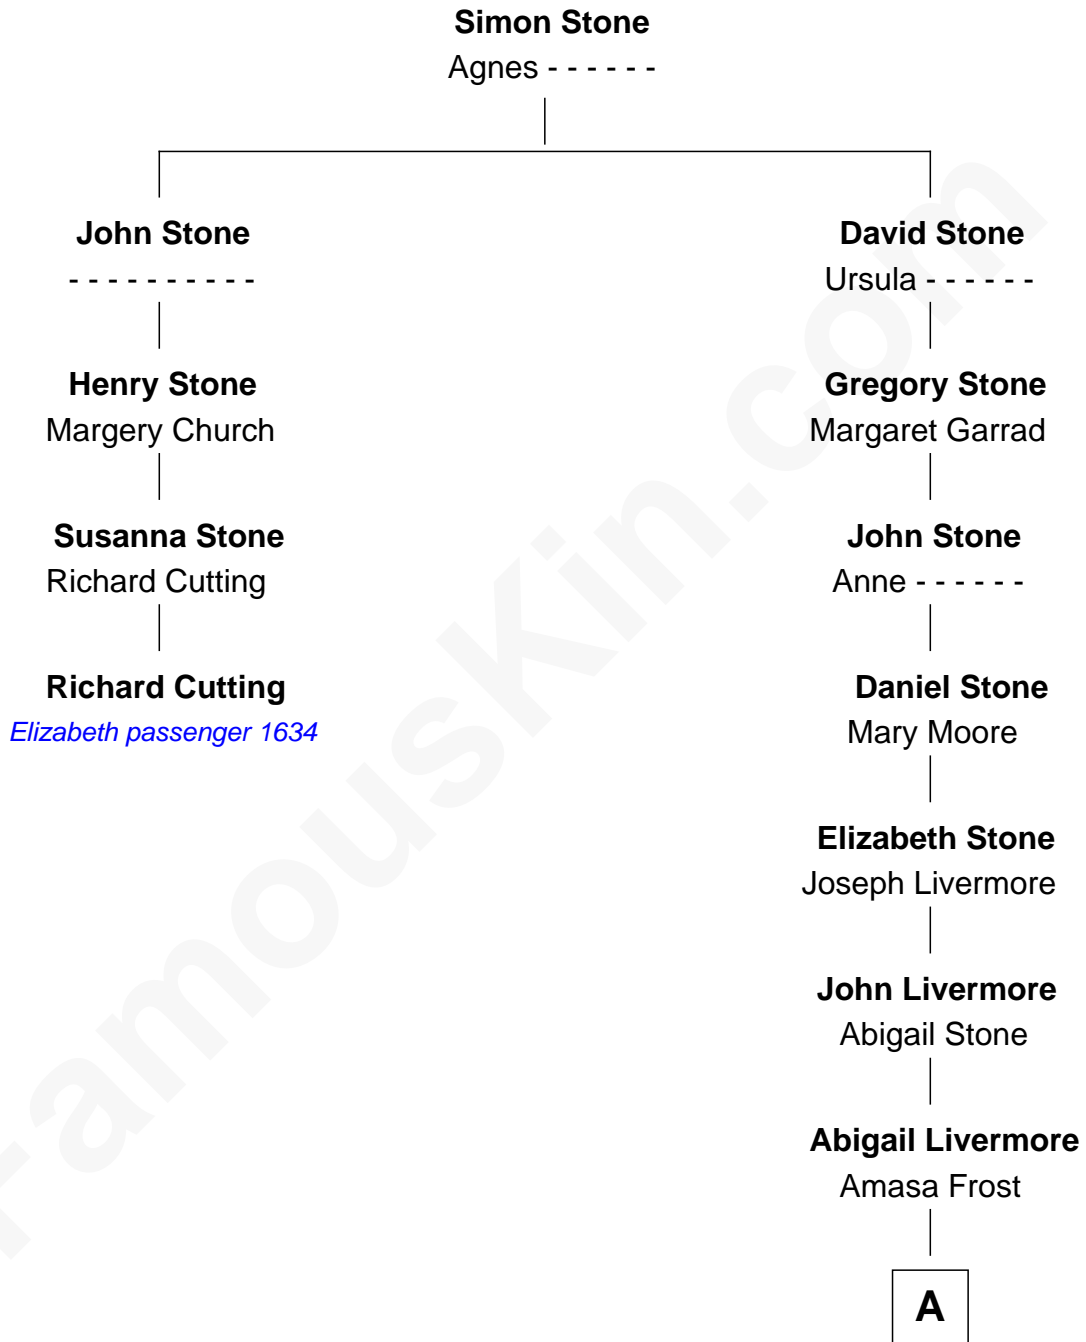 Simon Stone
Agnes - - - - - -
John Stone
- - - - - - - - - -
David Stone
Ursula - - - - - -
Henry Stone
Margery Church
Gregory Stone
Margaret Garrad
Susanna Stone
Richard Cutting
John Stone
Anne - - - - - -
Richard Cutting
Elizabeth passenger 1634
Daniel Stone
Mary Moore
Elizabeth Stone
Joseph Livermore
John Livermore
Abigail Stone
Abigail Livermore
Amasa Frost
A
FamousKin.com